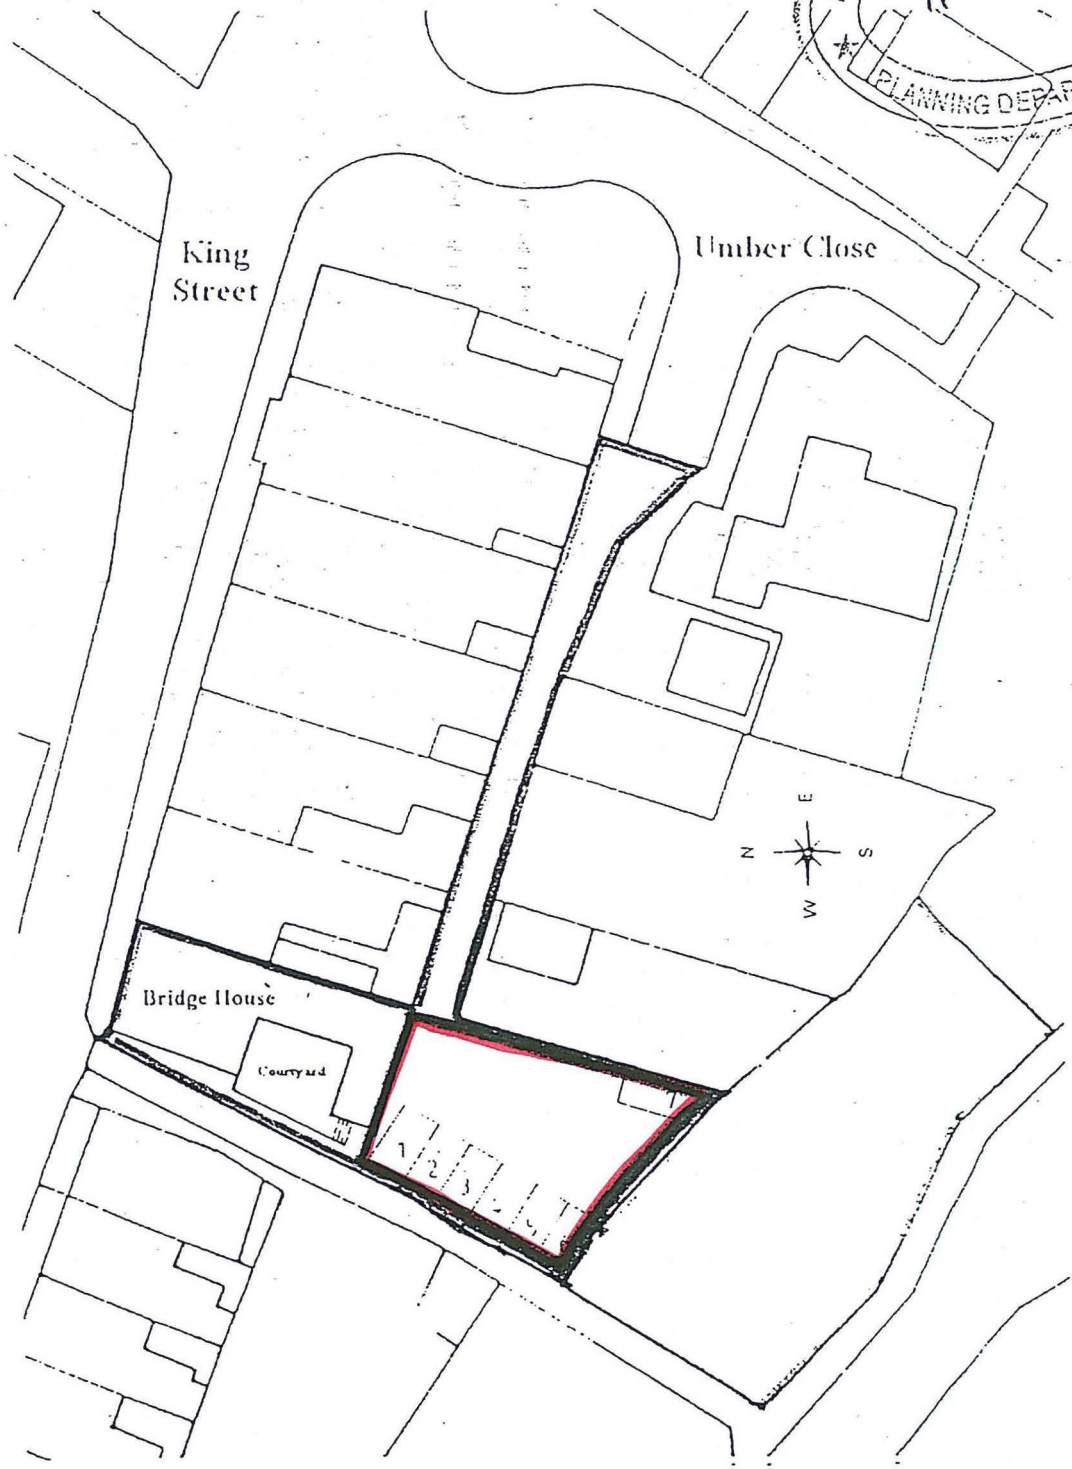 PLANNING DEPAR
King
Street
Umber Close
E
N
S
W
Bridge House
Courtyard
1
2
3